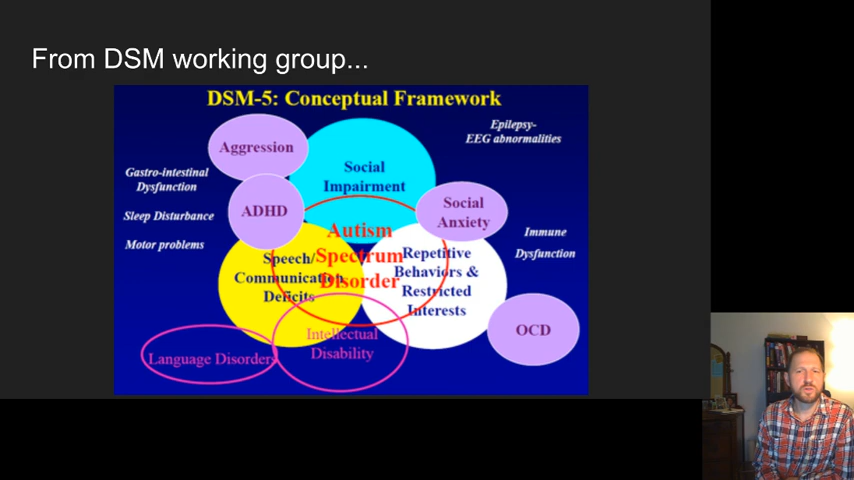 From DSM working group...
DSM-5: Conceptual Framework
Epilepsy-
EEG abnormalities
Aggression
Social
Impairment
Gastro-intestinal
Dysfunction
Sleep Disturbance
Motor problems
ADHD
Social
Anxiety
Autism
Spectrum
Disorder
Immune
Dysfunction
Speech/
Communication
Deficits
Repetitive
Behaviors &
Restricted
Interests
OCD
Intellectual
Disability
Language Disorders